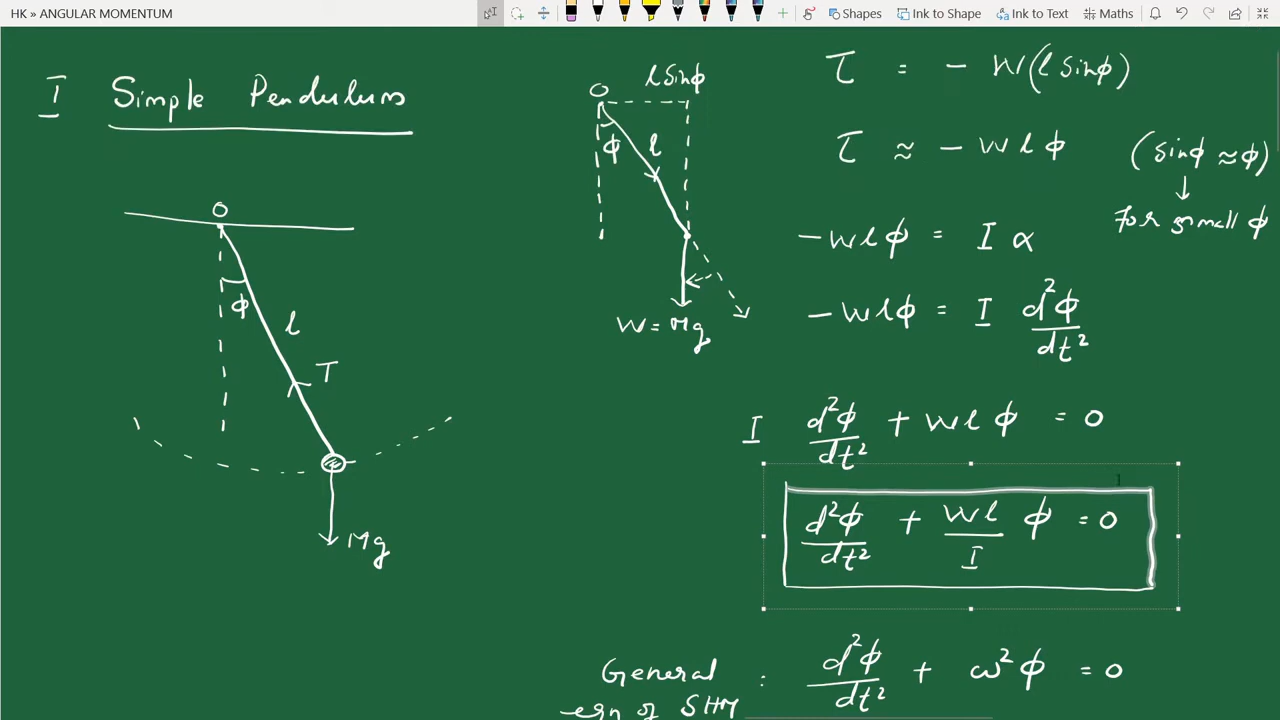 HK » ANGULAR MOMENTUM
Shapes Ink to Shape Ink to Text Maths
I Simple Pendulum
O
ϕ
l
T
Mg
l Sinϕ
O
ϕ
l
W = Mg
τ = - W(l Sinϕ)
τ ≈ - W l ϕ (Sinϕ ≈ ϕ)
↓
for small ϕ
- W l ϕ = I α
- W l ϕ = I d²ϕ/dt²
I d²ϕ/dt² + W l ϕ = 0
d²ϕ/dt² + Wl/I ϕ = 0
General : d²ϕ/dt² + ω² ϕ = 0
eqn of SHM